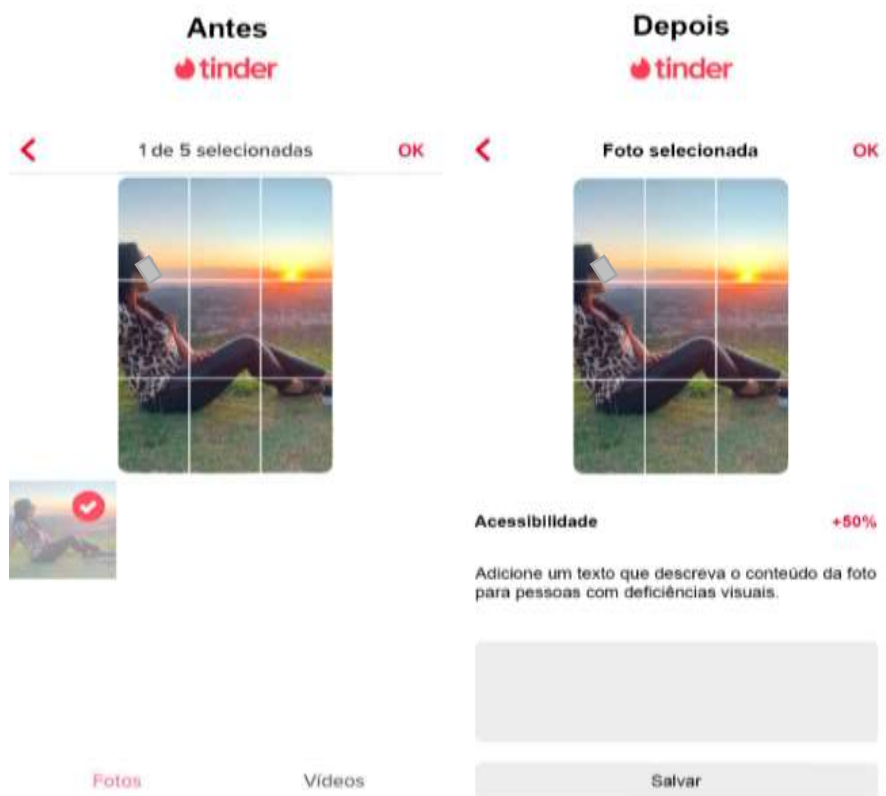 Antes
tinder
1 de 5 selecionadas
OK
Fotos
Vídeos
Depois
tinder
Foto selecionada
OK
Acessibilidade
+50%
Adicione um texto que descreva o conteúdo da foto
para pessoas com deficiências visuais.
Salvar